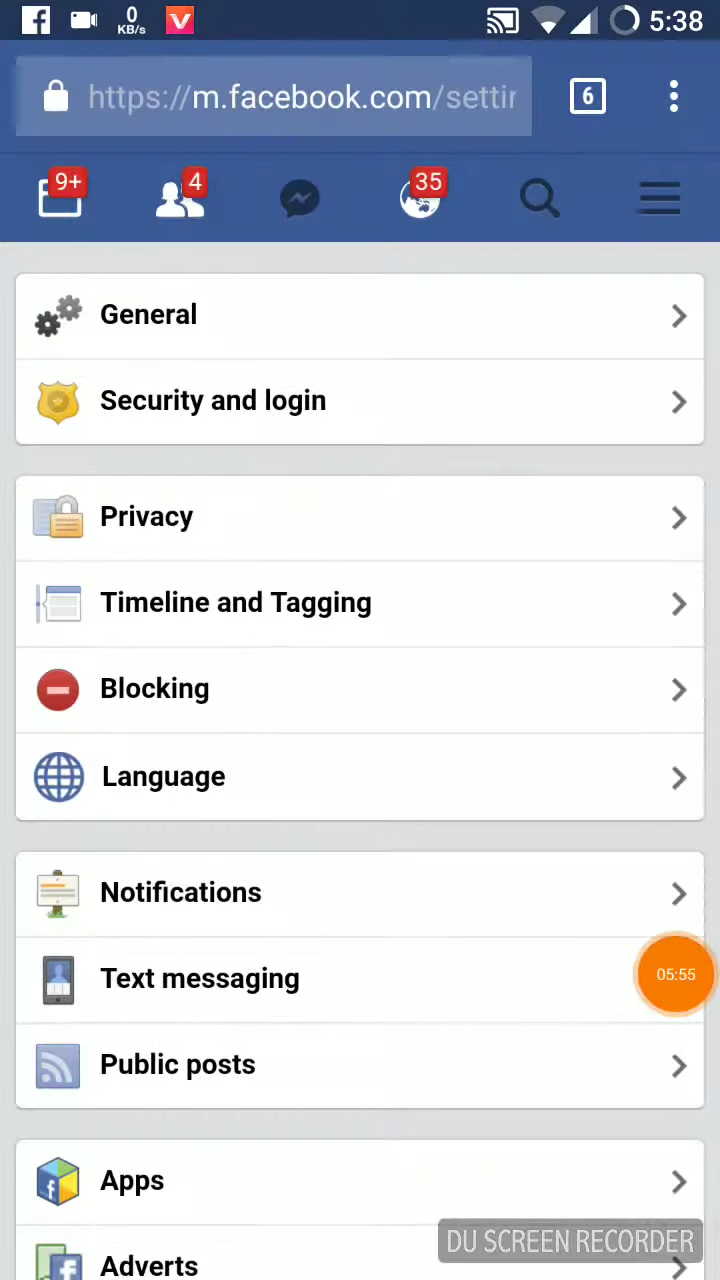 0
KB/s
5:38
https://m.facebook.com/settin
6
9+
4
35
General
Security and login
Privacy
Timeline and Tagging
Blocking
Language
Notifications
Text messaging
05:55
Public posts
Apps
DU SCREEN RECORDER
Adverts